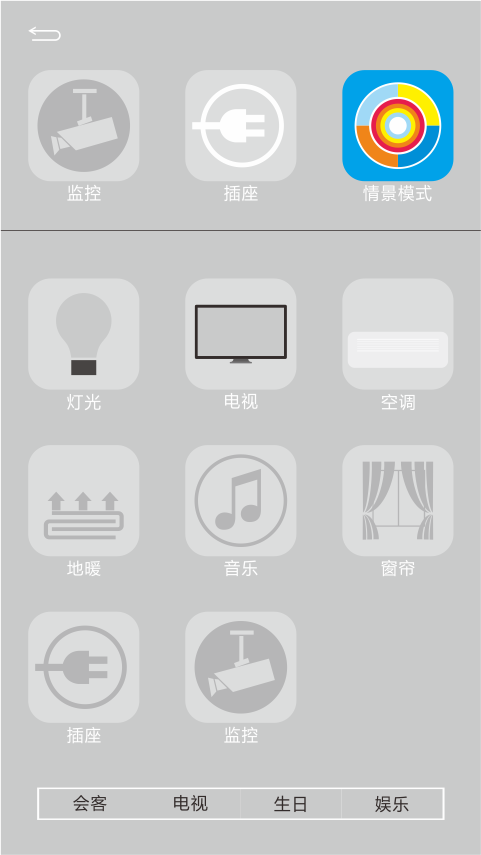 监控 插座 情景模式
灯光 电视 空调
地暖 音乐 窗帘
插座 监控
会客 电视 生日 娱乐